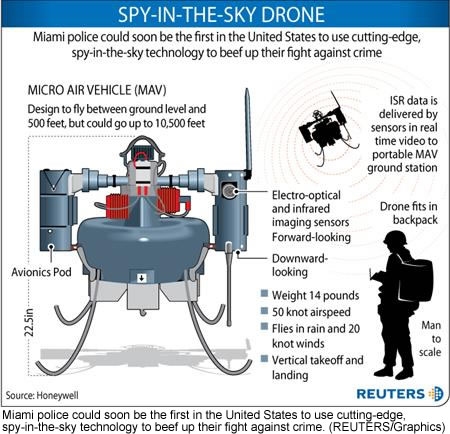 SPY-IN-THE-SKY DRONE
Miami police could soon be the first in the United States to use cutting-edge,
spy-in-the-sky technology to beef up their fight against crime
MICRO AIR VEHICLE (MAV)
Design to fly between ground level and
500 feet, but could go up to 10,500 feet
ISR data is
delivered by
sensors in real
time video to
portable MAV
ground station
Electro-optical
and infrared
imaging sensors
Forward-looking
Drone fits in
backpack
Avionics Pod
Downward-
looking
22.5in
Weight 14 pounds
50 knot airspeed
Flies in rain and 20
knot winds
Vertical takeoff and
landing
Man
to
scale
Source: Honeywell
REUTERS
Miami police could soon be the first in the United States to use cutting-edge,
spy-in-the-sky technology to beef up their fight against crime. (REUTERS/Graphics)